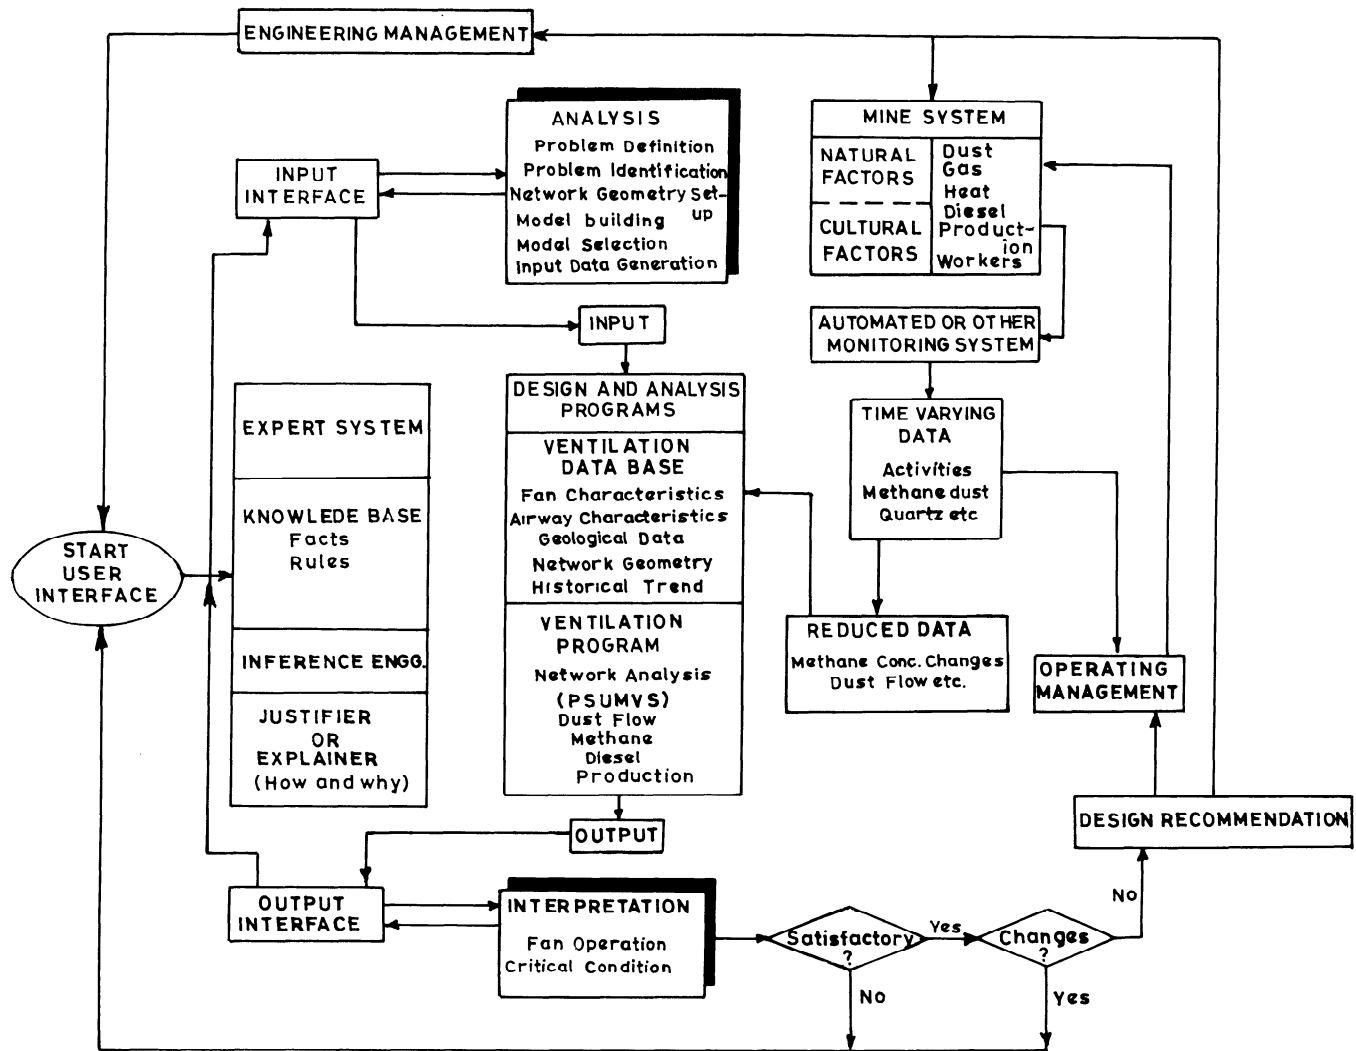 ENGINEERING MANAGEMENT
ANALYSIS
Problem Definition
Problem Identification
Network Geometry Set-
up
Model building
Model Selection
Input Data Generation
INPUT
INTERFACE
MINE SYSTEM
NATURAL
FACTORS
CULTURAL
FACTORS
Dust
Gas
Heat
Diesel
Product-
ion
Workers
INPUT
AUTOMATED OR OTHER
MONITORING SYSTEM
EXPERT SYSTEM
KNOWLEDE BASE
Facts
Rules
INFERENCE ENGG.
JUSTIFIER
OR
EXPLAINER
(How and why)
DESIGN AND ANALYSIS
PROGRAMS
VENTILATION
DATA BASE
Fan Characteristics
Airway Characteristics
Geological Data
Network Geometry
Historical Trend
VENTILATION
PROGRAM
Network Analysis
(PSUMVS)
Dust Flow
Methane
Diesel
Production
TIME VARYING
DATA
Activities
Methane dust
Quartz etc
START
USER
INTERFACE
REDUCED DATA
Methane Conc. Changes
Dust Flow etc.
OPERATING
MANAGEMENT
DESIGN RECOMMENDATION
OUTPUT
OUTPUT
INTERFACE
INTERPRETATION
Fan Operation
Critical Condition
Satisfactory
?
Yes
No
Changes
?
No
Yes